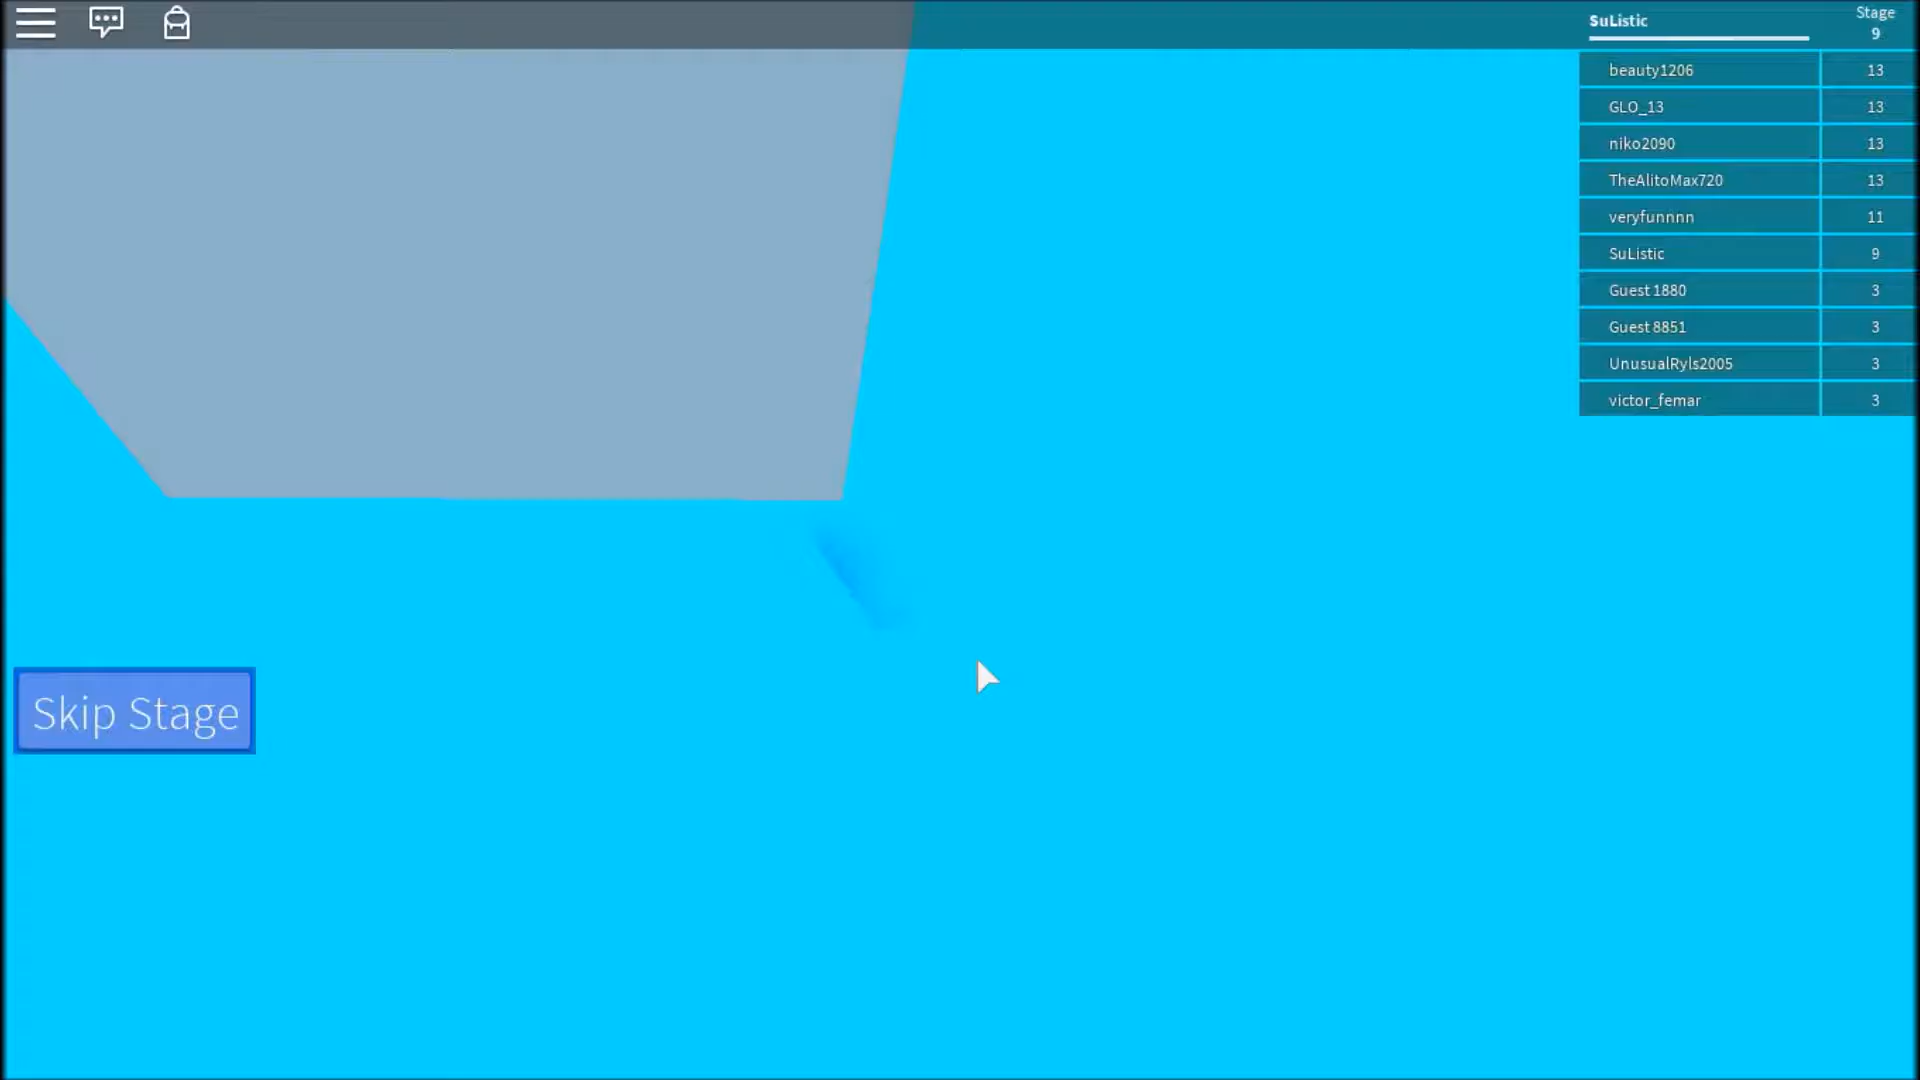 SuListic Stage
9
beauty1206 13
GLO_13 13
niko2090 13
TheAlitoMax720 13
veryfunnnn 11
SuListic 9
Guest 1880 3
Guest 8851 3
UnusualRyls2005 3
victor_femar 3
Skip Stage